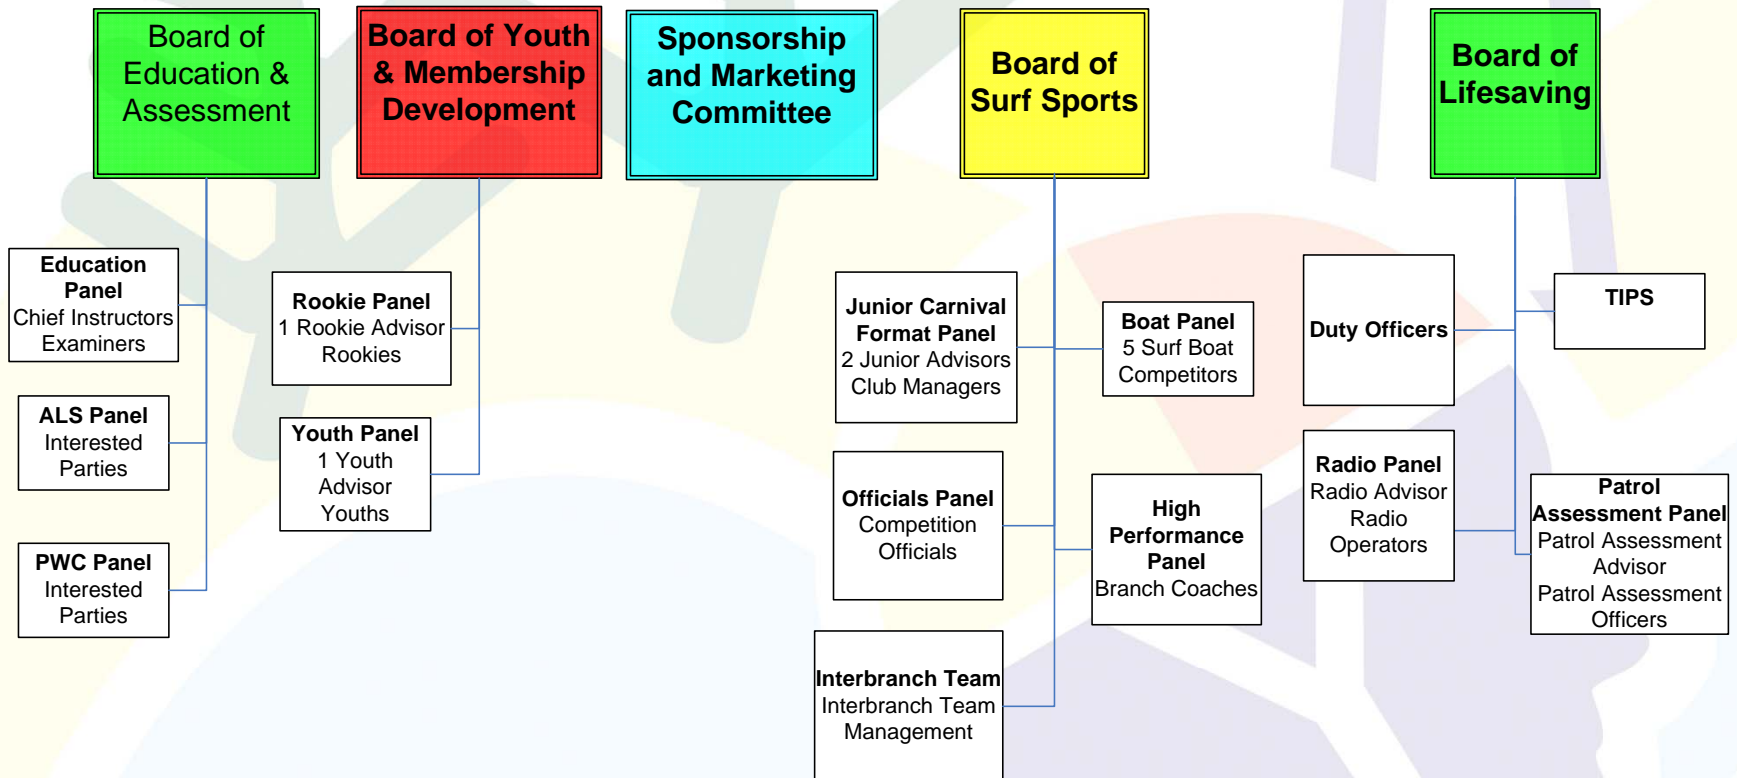 Board of
Education &
Assessment
Board of Youth
& Membership
Development
Sponsorship
and Marketing
Committee
Board of
Surf Sports
Board of
Lifesaving
Education
Panel
Chief Instructors
Examiners
ALS Panel
Interested
Parties
PWC Panel
Interested
Parties
Rookie Panel
1 Rookie Advisor
Rookies
Youth Panel
1 Youth
Advisor
Youths
Junior Carnival
Format Panel
2 Junior Advisors
Club Managers
Boat Panel
5 Surf Boat
Competitors
Officials Panel
Competition
Officials
High
Performance
Panel
Branch Coaches
Interbranch Team
Interbranch Team
Management
Duty Officers
TIPS
Radio Panel
Radio Advisor
Radio
Operators
Patrol
Assessment Panel
Patrol Assessment
Advisor
Patrol Assessment
Officers